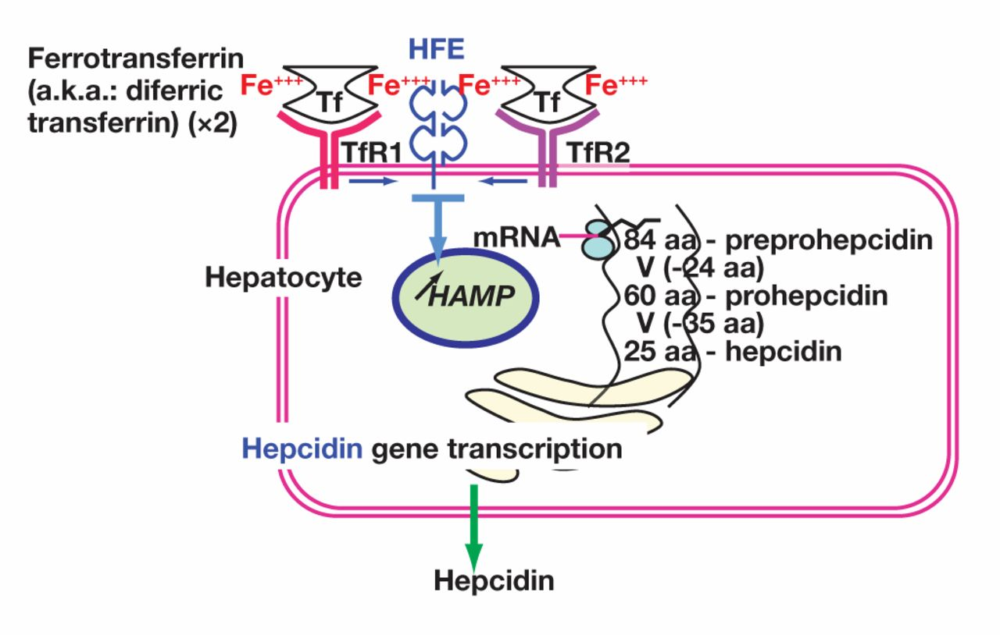 Ferrotransferrin
(a.k.a.: diferric
transferrin) (×2)
HFE
Fe+++
Tf
Fe+++
Fe+++
Tf
Fe+++
TfR1
TfR2
mRNA
84 aa - preprohepcidin
V (-24 aa)
60 aa - prohepcidin
V (-35 aa)
25 aa - hepcidin
Hepatocyte
HAMP
Hepcidin gene transcription
Hepcidin